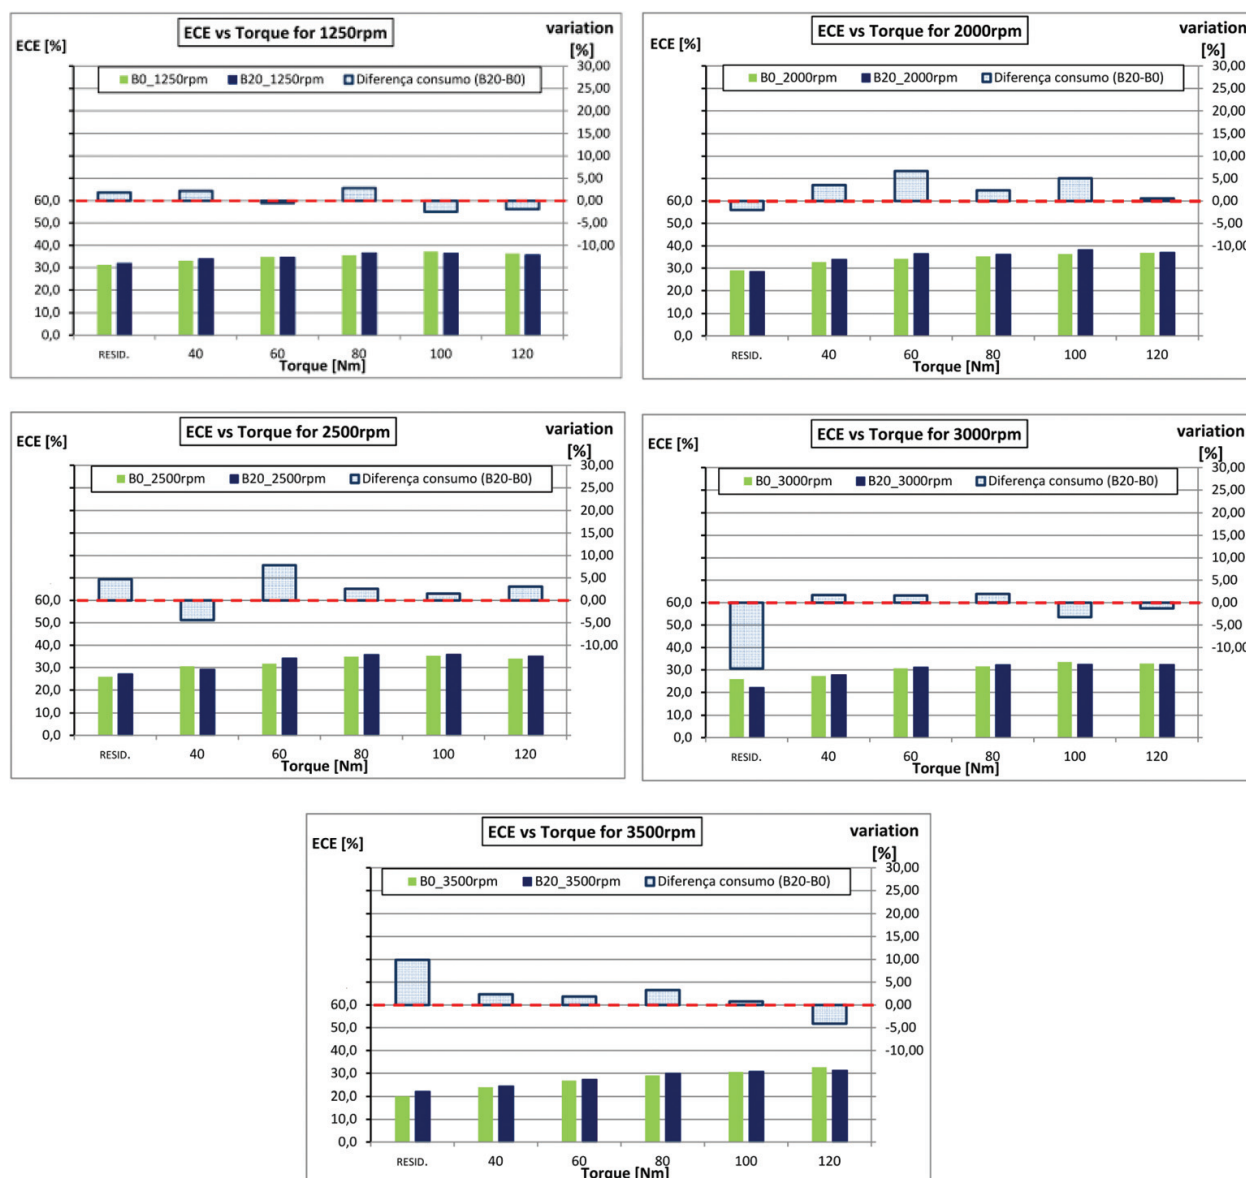 ECE vs Torque for 1250rpm
ECE [%]
variation
[%]
B0_1250rpm B20_1250rpm Diferença consumo (B20-B0)
30,00
25,00
20,00
15,00
10,00
5,00
60,0 0,00
50,0 -5,00
40,0 -10,00
30,0
20,0
10,0
0,0
RESID. 40 60 80 100 120
Torque [Nm]
ECE vs Torque for 2000rpm
ECE [%]
variation
[%]
B0_2000rpm B20_2000rpm Diferença consumo (B20-B0)
30,00
25,00
20,00
15,00
10,00
5,00
60,0 0,00
50,0 -5,00
40,0 -10,00
30,0
20,0
10,0
0,0
RESID. 40 60 80 100 120
Torque [Nm]
ECE vs Torque for 2500rpm
ECE [%]
variation
[%]
B0_2500rpm B20_2500rpm Diferença consumo (B20-B0)
30,00
25,00
20,00
15,00
10,00
5,00
60,0 0,00
50,0 -5,00
40,0 -10,00
30,0
20,0
10,0
0,0
RESID. 40 60 80 100 120
Torque [Nm]
ECE vs Torque for 3000rpm
ECE [%]
variation
[%]
B0_3000rpm B20_3000rpm Diferença consumo (B20-B0)
30,00
25,00
20,00
15,00
10,00
5,00
60,0 0,00
50,0 -5,00
40,0 -10,00
30,0
20,0
10,0
0,0
RESID. 40 60 80 100 120
Torque [Nm]
ECE vs Torque for 3500rpm
ECE [%]
variation
[%]
B0_3500rpm B20_3500rpm Diferença consumo (B20-B0)
30,00
25,00
20,00
15,00
10,00
5,00
60,0 0,00
50,0 -5,00
40,0 -10,00
30,0
20,0
10,0
0,0
RESID. 40 60 80 100 120
Torque [Nm]